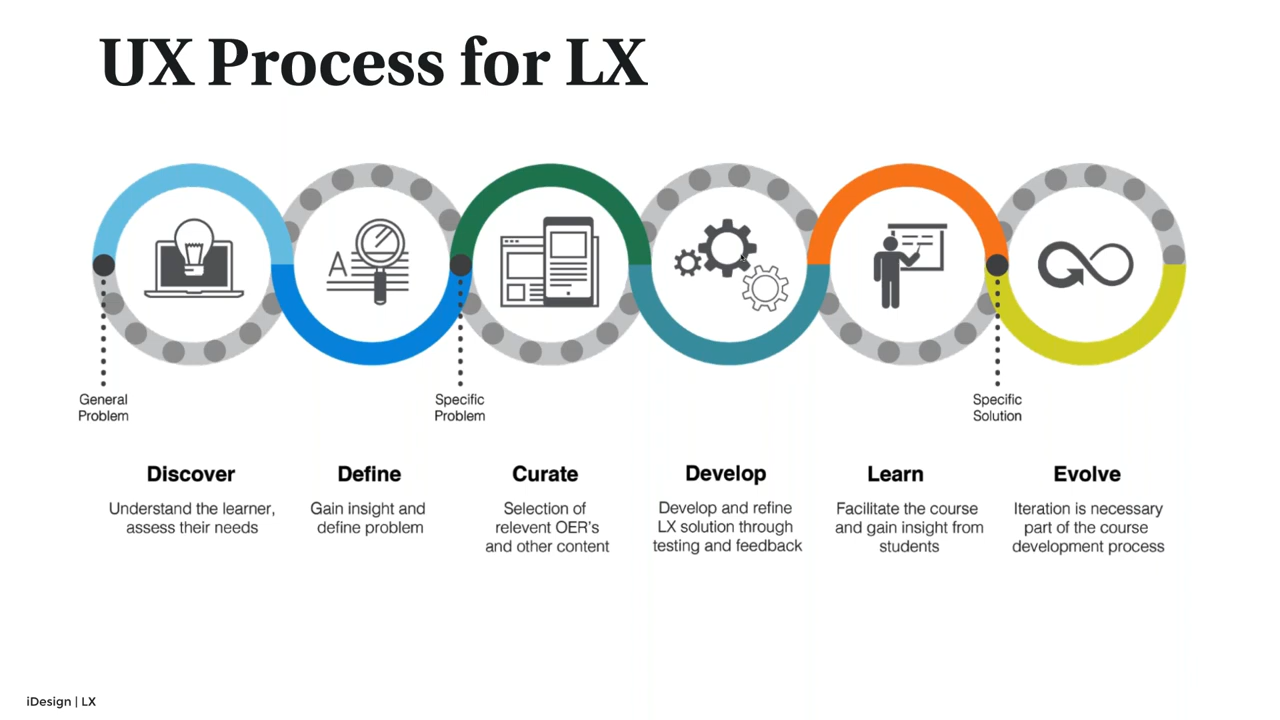 UX Process for LX
A
General
Problem
Specific
Problem
Specific
Solution
Discover
Understand the learner,
assess their needs
Define
Gain insight and
define problem
Curate
Selection of
relevent OER's
and other content
Develop
Develop and refine
LX solution through
testing and feedback
Learn
Facilitate the course
and gain insight from
students
Evolve
Iteration is necessary
part of the course
development process
iDesign | LX